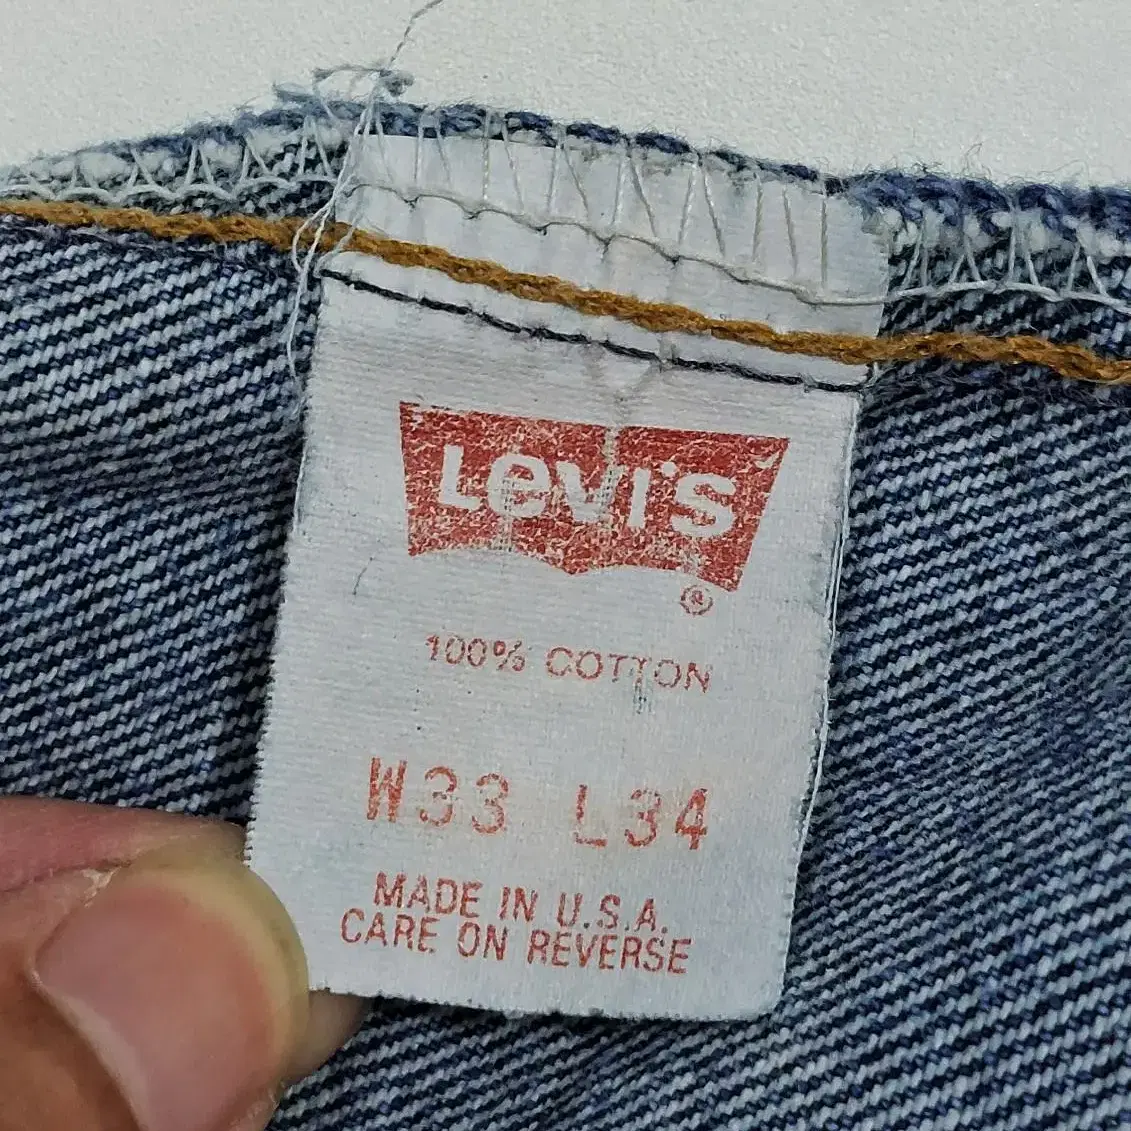 Levi's
®
100% COTTON
W33 L34
MADE IN U.S.A.
CARE ON REVERSE